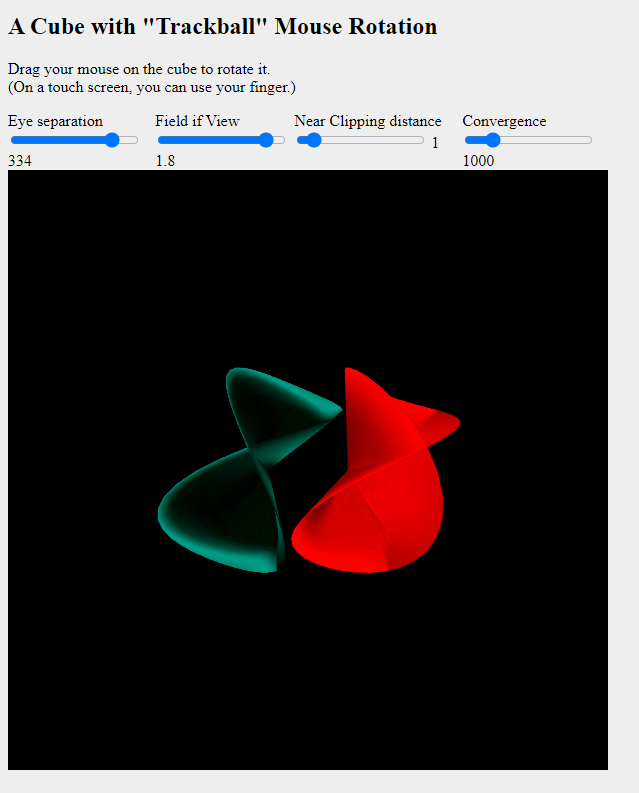 A Cube with "Trackball" Mouse Rotation
Drag your mouse on the cube to rotate it.
(On a touch screen, you can use your finger.)
Eye separation
334
Field if View
1.8
Near Clipping distance
1
Convergence
1000